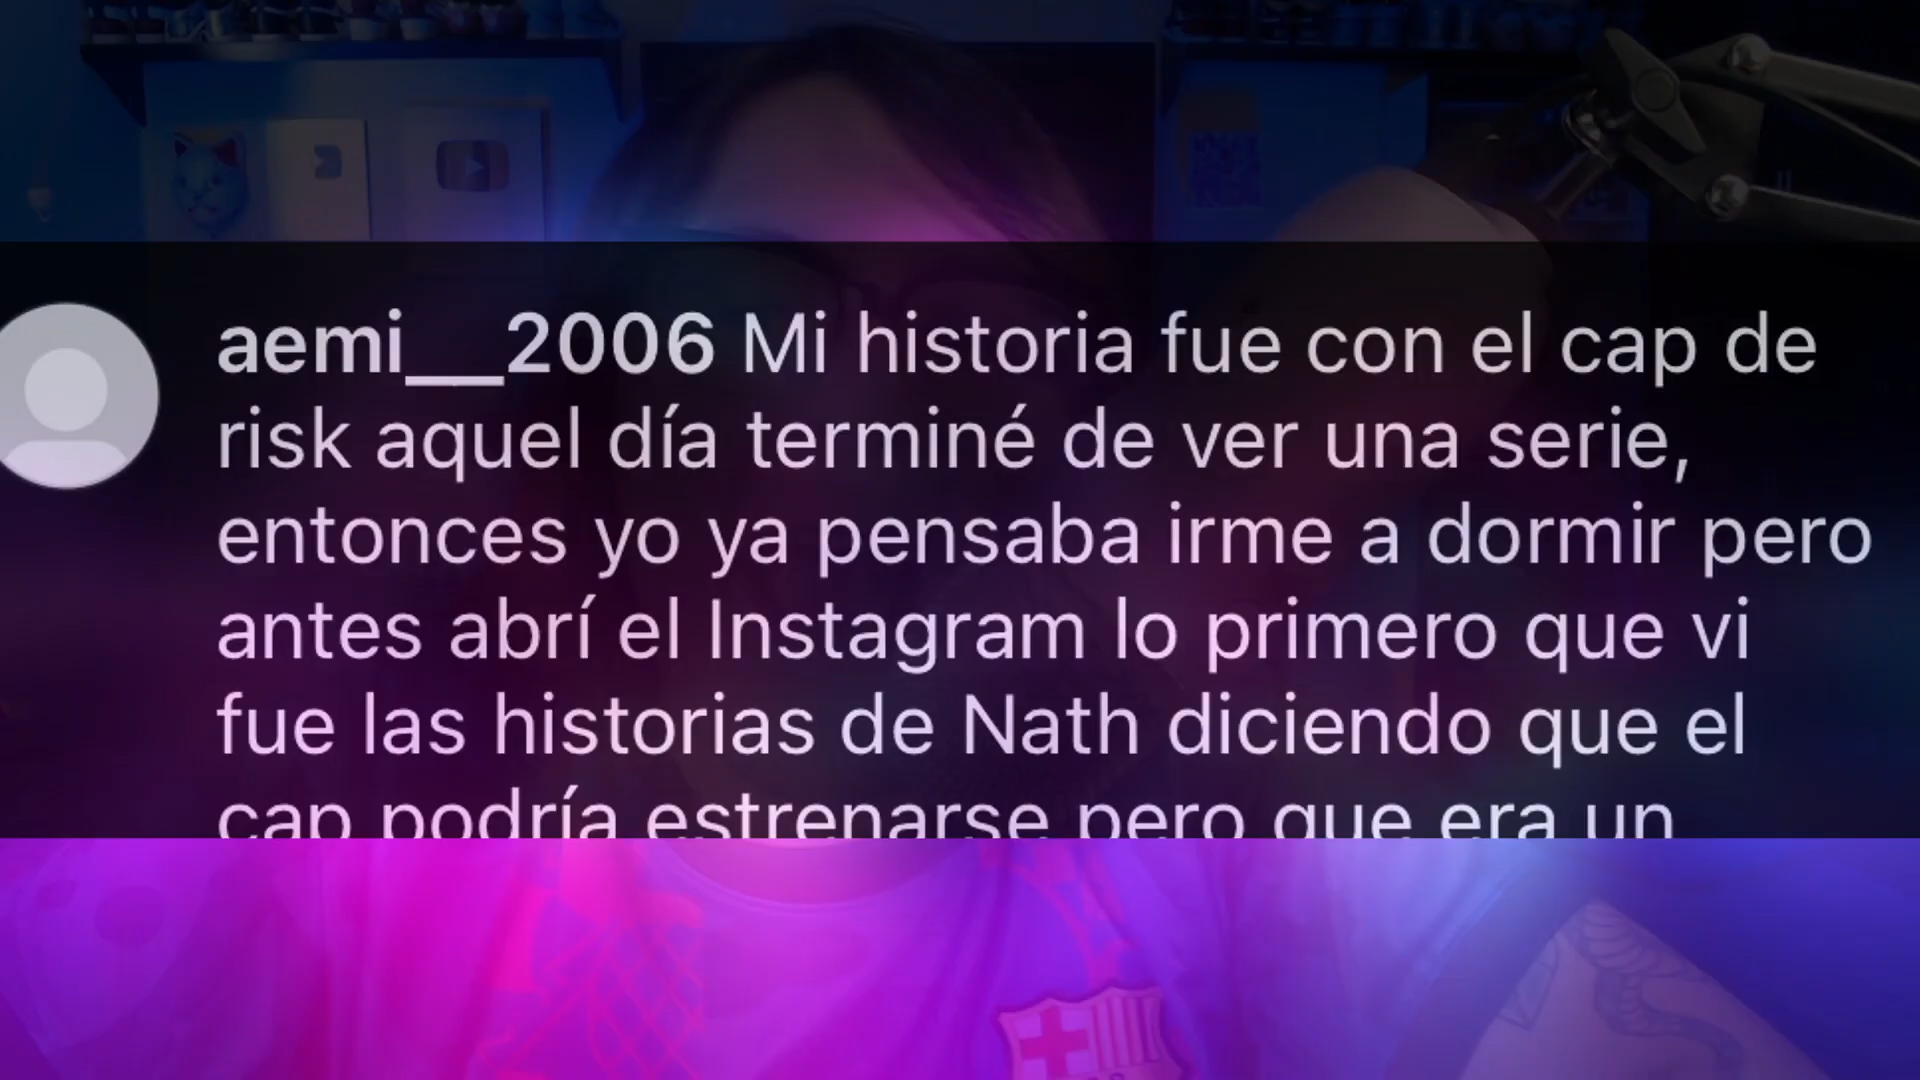 aemi__2006 Mi historia fue con el cap de
risk aquel día terminé de ver una serie,
entonces yo ya pensaba irme a dormir pero
antes abrí el Instagram lo primero que vi
fue las historias de Nath diciendo que el
cap podría estrenarse pero que era un